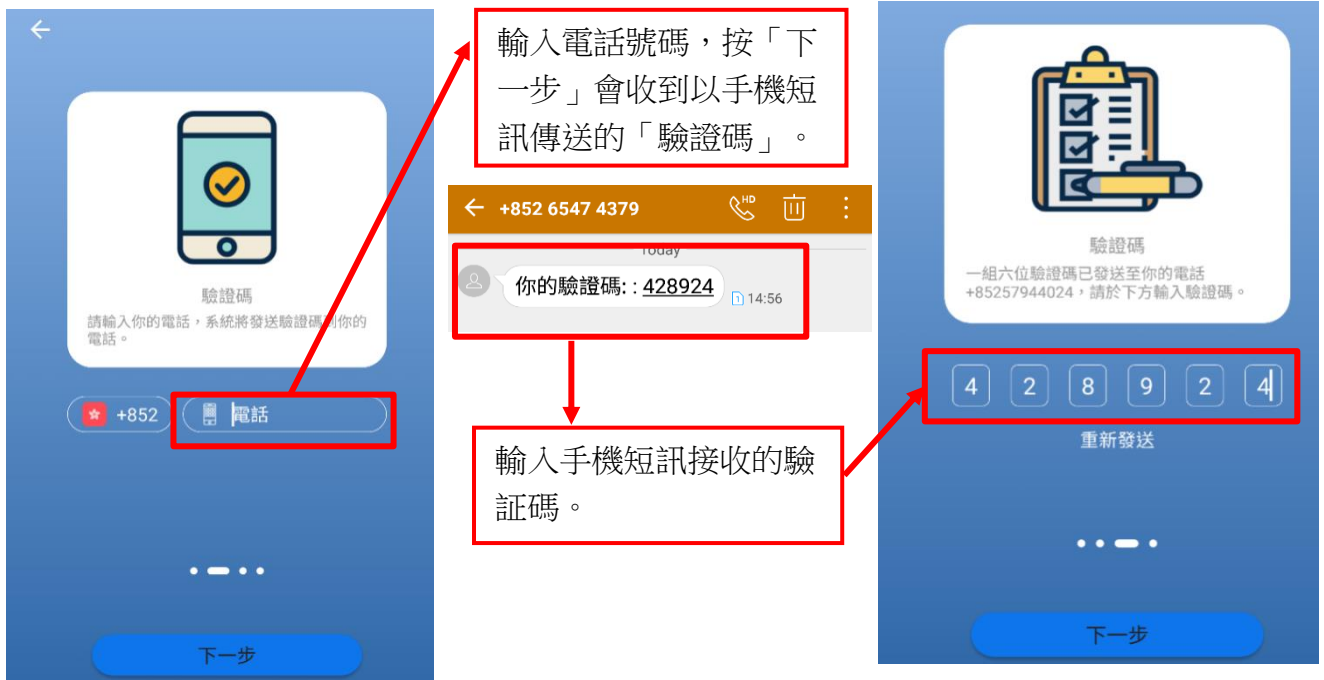 驗證碼
請輸入你的電話，系統將發送驗證碼到你的
電話。
+852
電話
下一步
輸入電話號碼，按「下
一步」會收到以手機短
訊傳送的「驗證碼」。
+852 6547 4379
HD
Today
你的驗證碼: : 428924
1 14:56
輸入手機短訊接收的驗
証碼。
驗證碼
一組六位驗證碼已發送至你的電話
+85257944024，請於下方輸入驗證碼。
4 2 8 9 2 4
重新發送
下一步